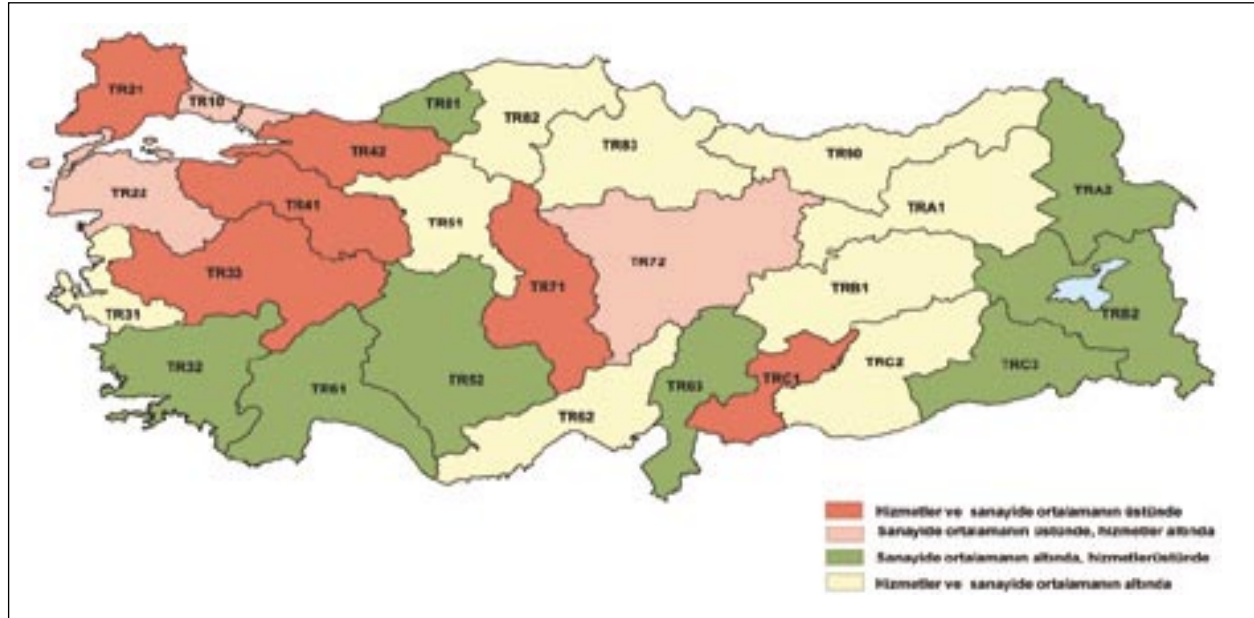 TR21
TR10
TR81
TR82
TR83
TR42
TR90
TR22
TR41
TRA2
TRA1
TR51
TR33
TR72
TR71
TRB1
TR31
TRB2
TR32
TR61
TR52
TR63
TRC1
TRC2
TRC3
TR62
Hizmetler ve sanayide ortalamanın üstünde
Sanayide ortalamanın üstünde, hizmetler altında
Sanayide ortalamanın altında, hizmetlerüstünde
Hizmetler ve sanayide ortalamanın altında